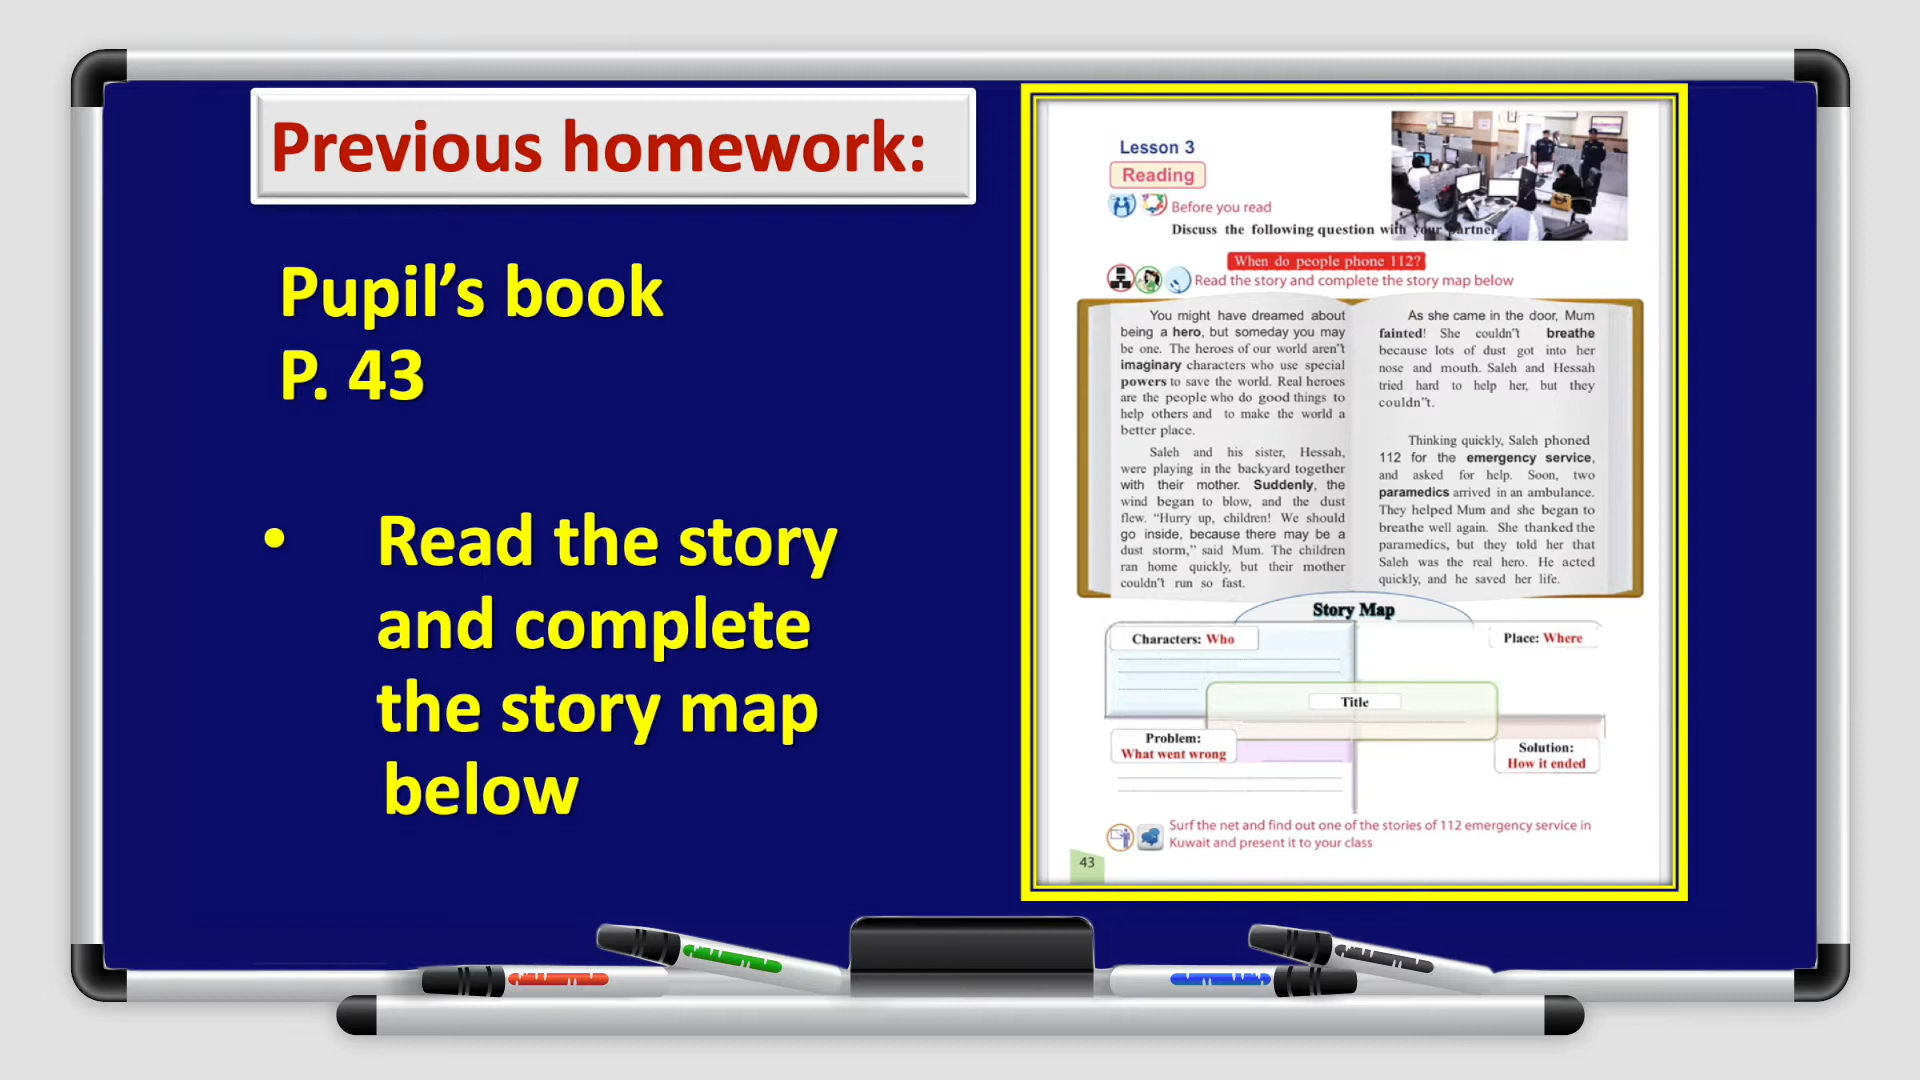 Previous homework:
Pupil’s book
P. 43
• Read the story
and complete
the story map
below
Lesson 3
Reading
Before you read
Discuss the following question with your partner
When do people phone 112?
Read the story and complete the story map below
You might have dreamed about
being a hero, but someday you may
be one. The heroes of our world aren"t
imaginary characters who use special
powers to save the world. Real heroes
are the people who do good things to
help others and to make the world a
better place.
Saleh and his sister, Hessah,
were playing in the backyard together
with their mother. Suddenly, the
wind began to blow, and the dust
flew. “Hurry up, children! We should
go inside, because there may be a
dust storm,” said Mum. The children
ran home quickly, but their mother
couldn"t run so fast.
As she came in the door, Mum
fainted! She couldn"t breathe
because lots of dust got into her
nose and mouth. Saleh and Hessah
tried hard to help her, but they
couldn"t.
Thinking quickly, Saleh phoned
112 for the emergency service,
and asked for help. Soon, two
paramedics arrived in an ambulance.
They helped Mum and she began to
breathe well again. She thanked the
paramedics, but they told her that
Saleh was the real hero. He acted
quickly, and he saved her life.
Story Map
Characters: Who
Place: Where
Title
Problem:
What went wrong
Solution:
How it ended
Surf the net and find out one of the stories of 112 emergency service in
Kuwait and present it to your class
43